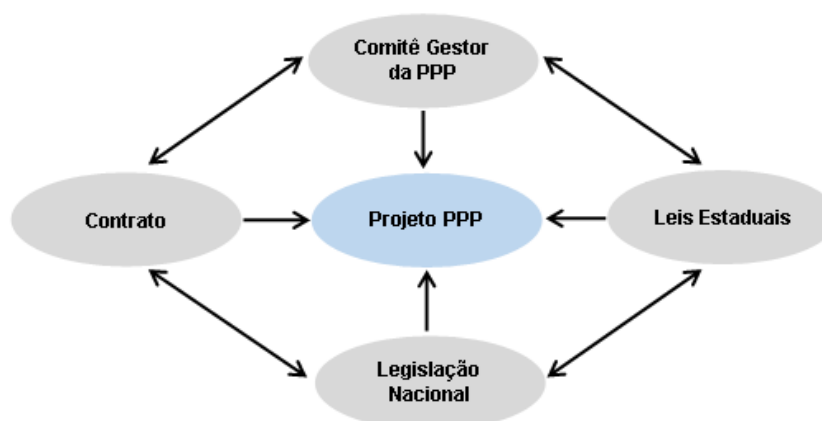 Comitê Gestor
da PPP
Contrato
Projeto PPP
Leis Estaduais
Legislação
Nacional